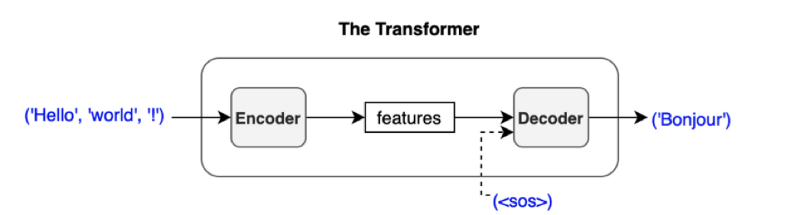 The Transformer
('Hello', 'world', '!')
Encoder
features
Decoder
('Bonjour')
(<sos>)